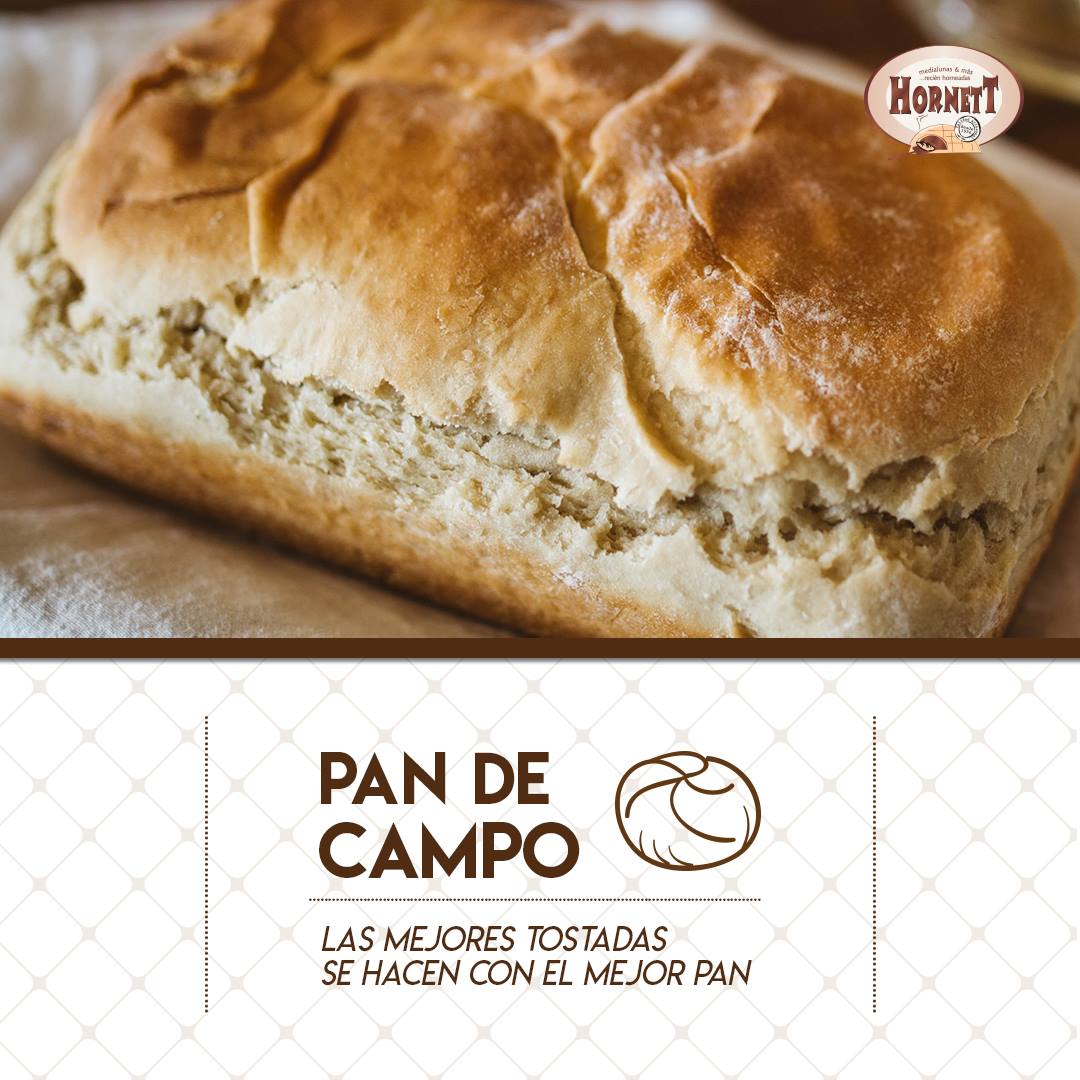 medialunas & más
...recién horneadas
HORNETT
PAN DE
CAMPO
LAS MEJORES TOSTADAS
SE HACEN CON EL MEJOR PAN